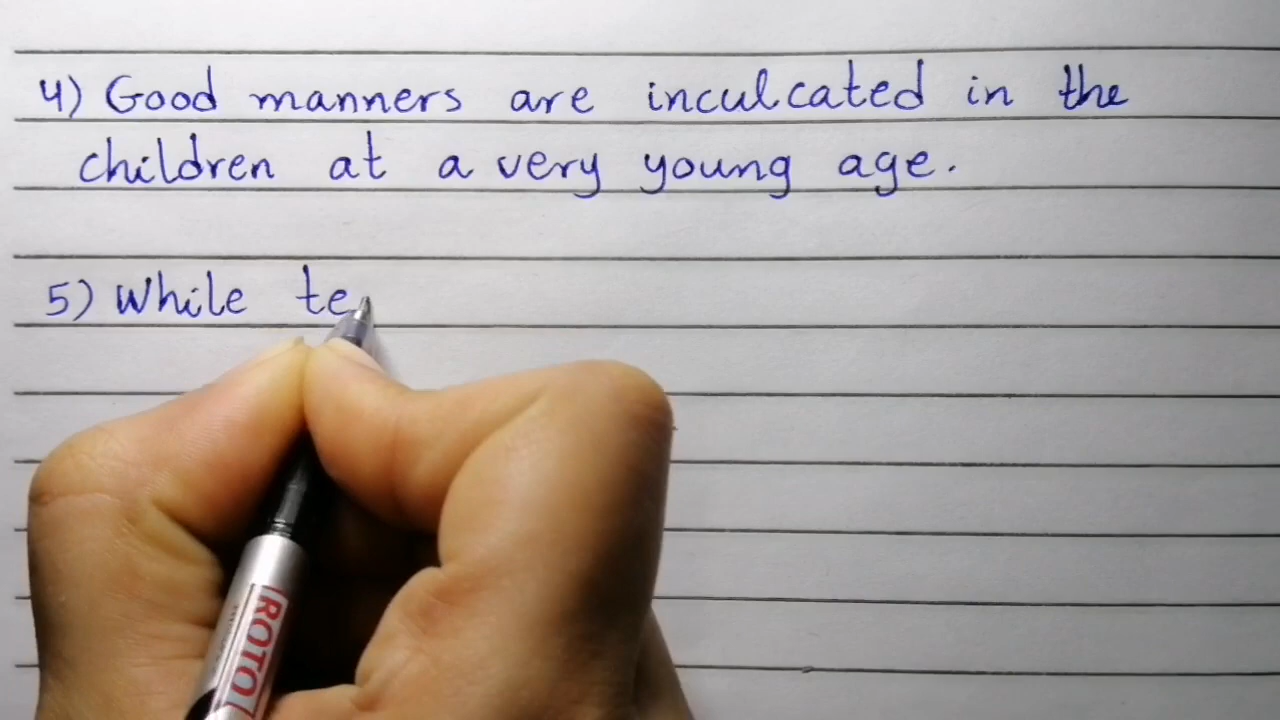 4) Good manners are inculcated in the
children at a very young age.
5) While te
ROTO